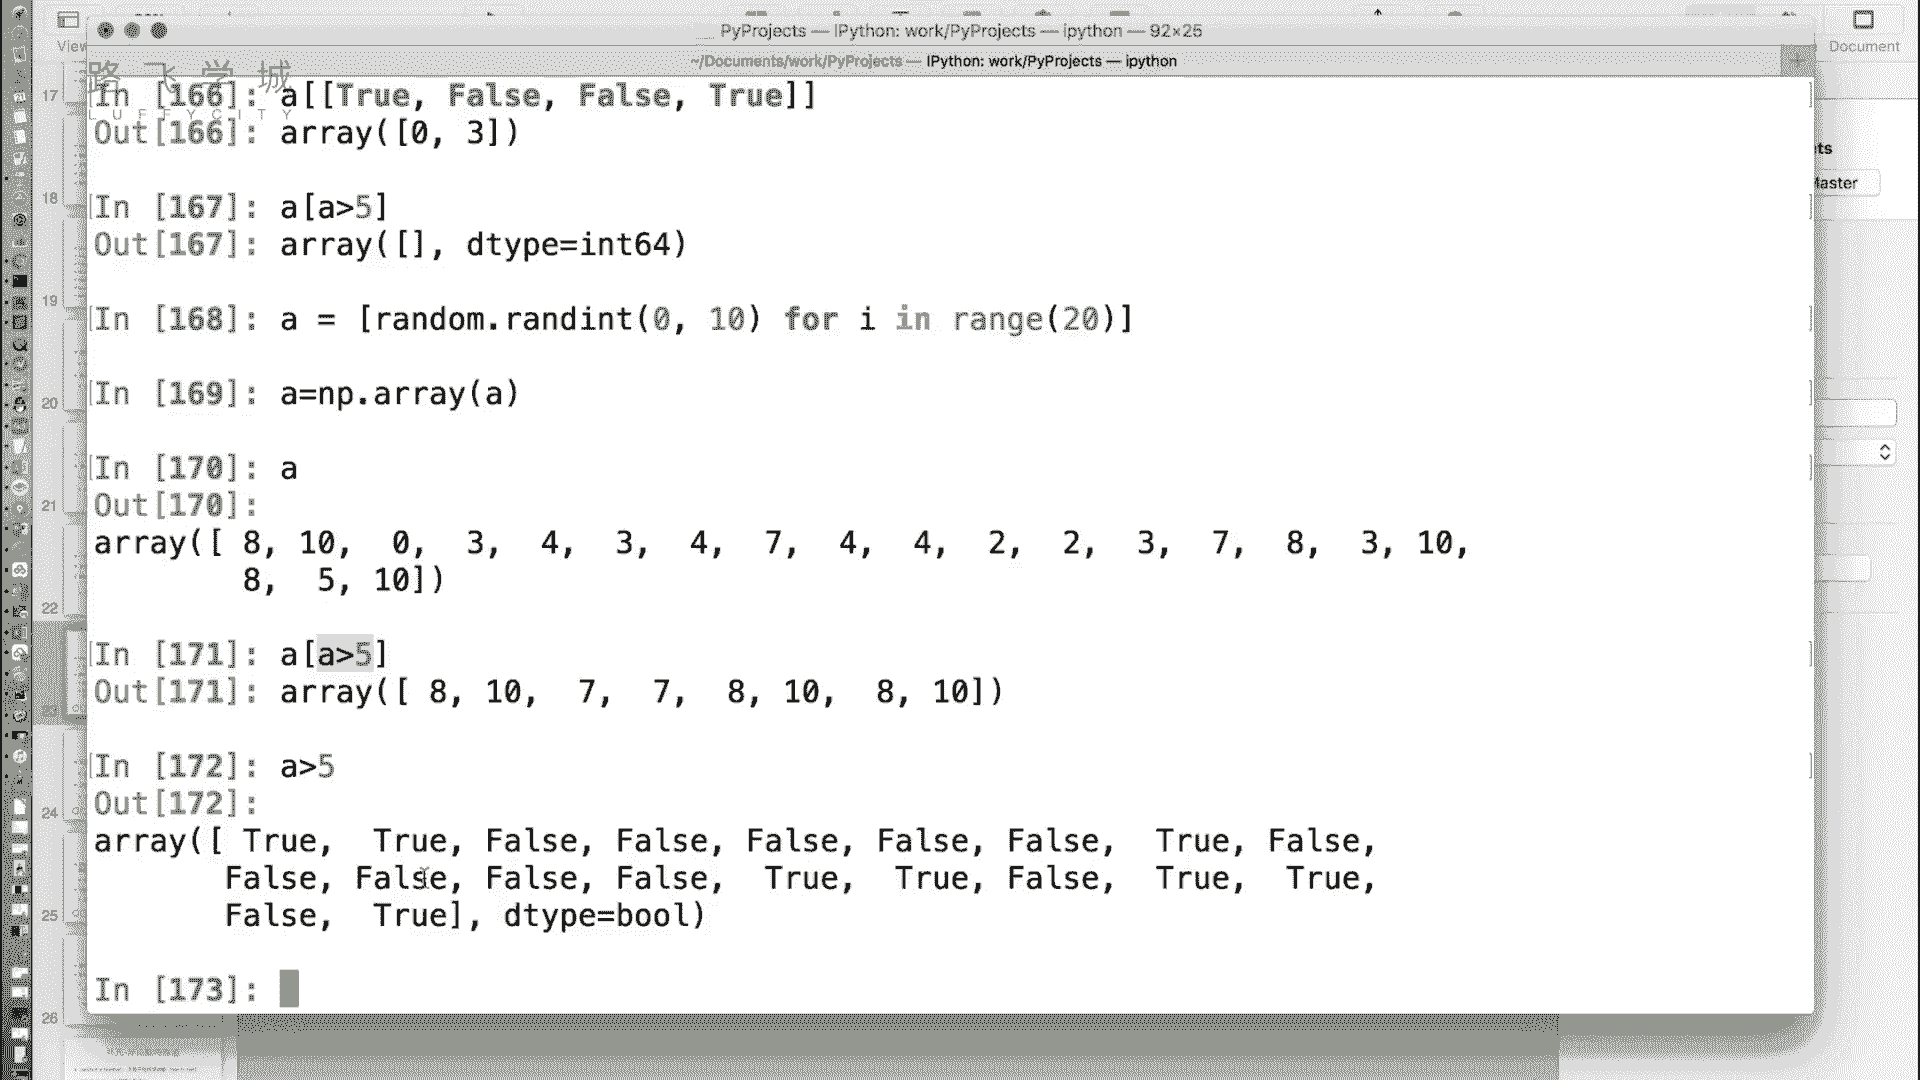 PyProjects — IPython: work/PyProjects — ipython — 92×25
View
Document
~/Documents/work/PyProjects — IPython: work/PyProjects — ipython
路飞学城
LUFFYCITY
In [166]: a[[True, False, False, True]]
Out[166]: array([0, 3])
In [167]: a[a>5]
Out[167]: array([], dtype=int64)
In [168]: a = [random.randint(0, 10) for i in range(20)]
In [169]: a=np.array(a)
In [170]: a
Out[170]:
array([ 8, 10,  0,  3,  4,  3,  4,  7,  4,  4,  2,  2,  3,  7,  8,  3, 10,
        8,  5, 10])
In [171]: a[a>5]
Out[171]: array([ 8, 10,  7,  7,  8, 10,  8, 10])
In [172]: a>5
Out[172]:
array([ True,  True, False, False, False, False, False,  True, False,
       False, False, False, False,  True,  True, False,  True,  True,
       False,  True], dtype=bool)
In [173]:
17
18
19
20
21
22
23
24
25
26